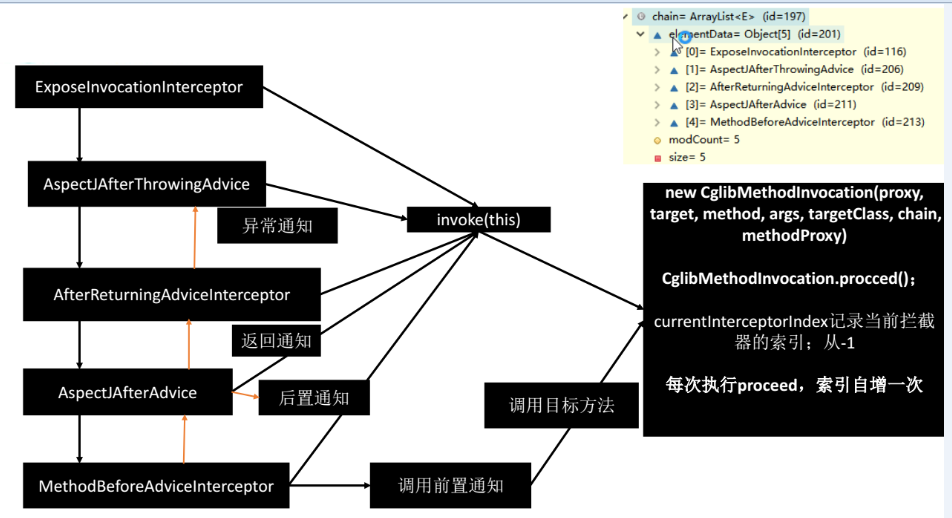 chain= ArrayList<E> (id=197)
elementData= Object[5] (id=201)
[0]= ExposeInvocationInterceptor (id=116)
[1]= AspectJAfterThrowingAdvice (id=206)
[2]= AfterReturningAdviceInterceptor (id=209)
[3]= AspectJAfterAdvice (id=211)
[4]= MethodBeforeAdviceInterceptor (id=213)
modCount= 5
size= 5
ExposeInvocationInterceptor
AspectJAfterThrowingAdvice
异常通知
invoke(this)
AfterReturningAdviceInterceptor
返回通知
AspectJAfterAdvice
后置通知
MethodBeforeAdviceInterceptor
调用前置通知
调用目标方法
new CglibMethodInvocation(proxy,
target, method, args, targetClass, chain,
methodProxy)
CglibMethodInvocation.procced();
currentInterceptorIndex记录当前拦截
器的索引；从-1
每次执行proceed，索引自增一次